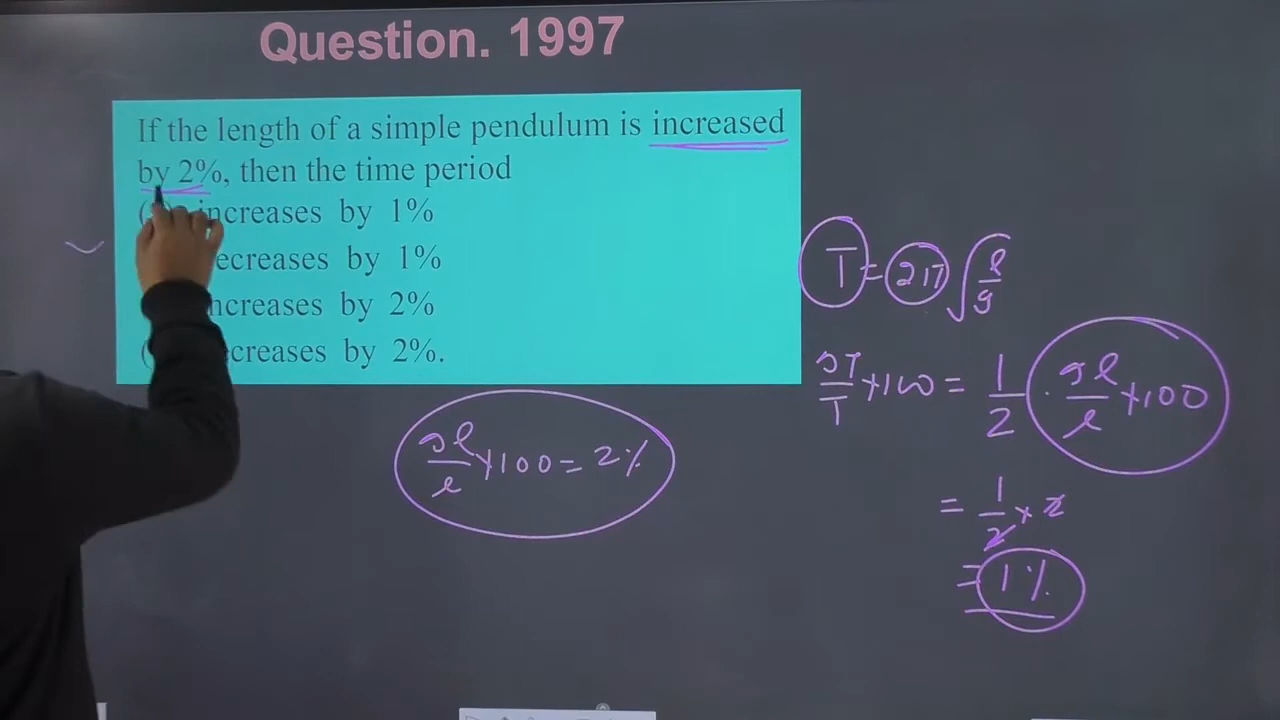 Question. 1997
If the length of a simple pendulum is increased
by 2%, then the time period
increases by 1%
ecreases by 1%
ncreases by 2%
creases by 2%.
T = 2π √ l/g
ΔT/T × 100 = 1/2 · Δl/l × 100
Δl/l × 100 = 2%
= 1/2 × 2
= 1%